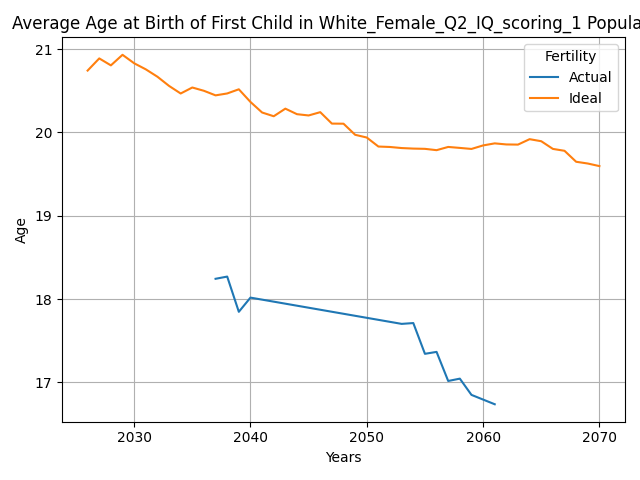 Average Age at Birth of First Child in White_Female_Q2_IQ_scoring_1 Popula
21
20
19
18
17
Age
Fertility
Actual
Ideal
2030 2040 2050 2060 2070
Years